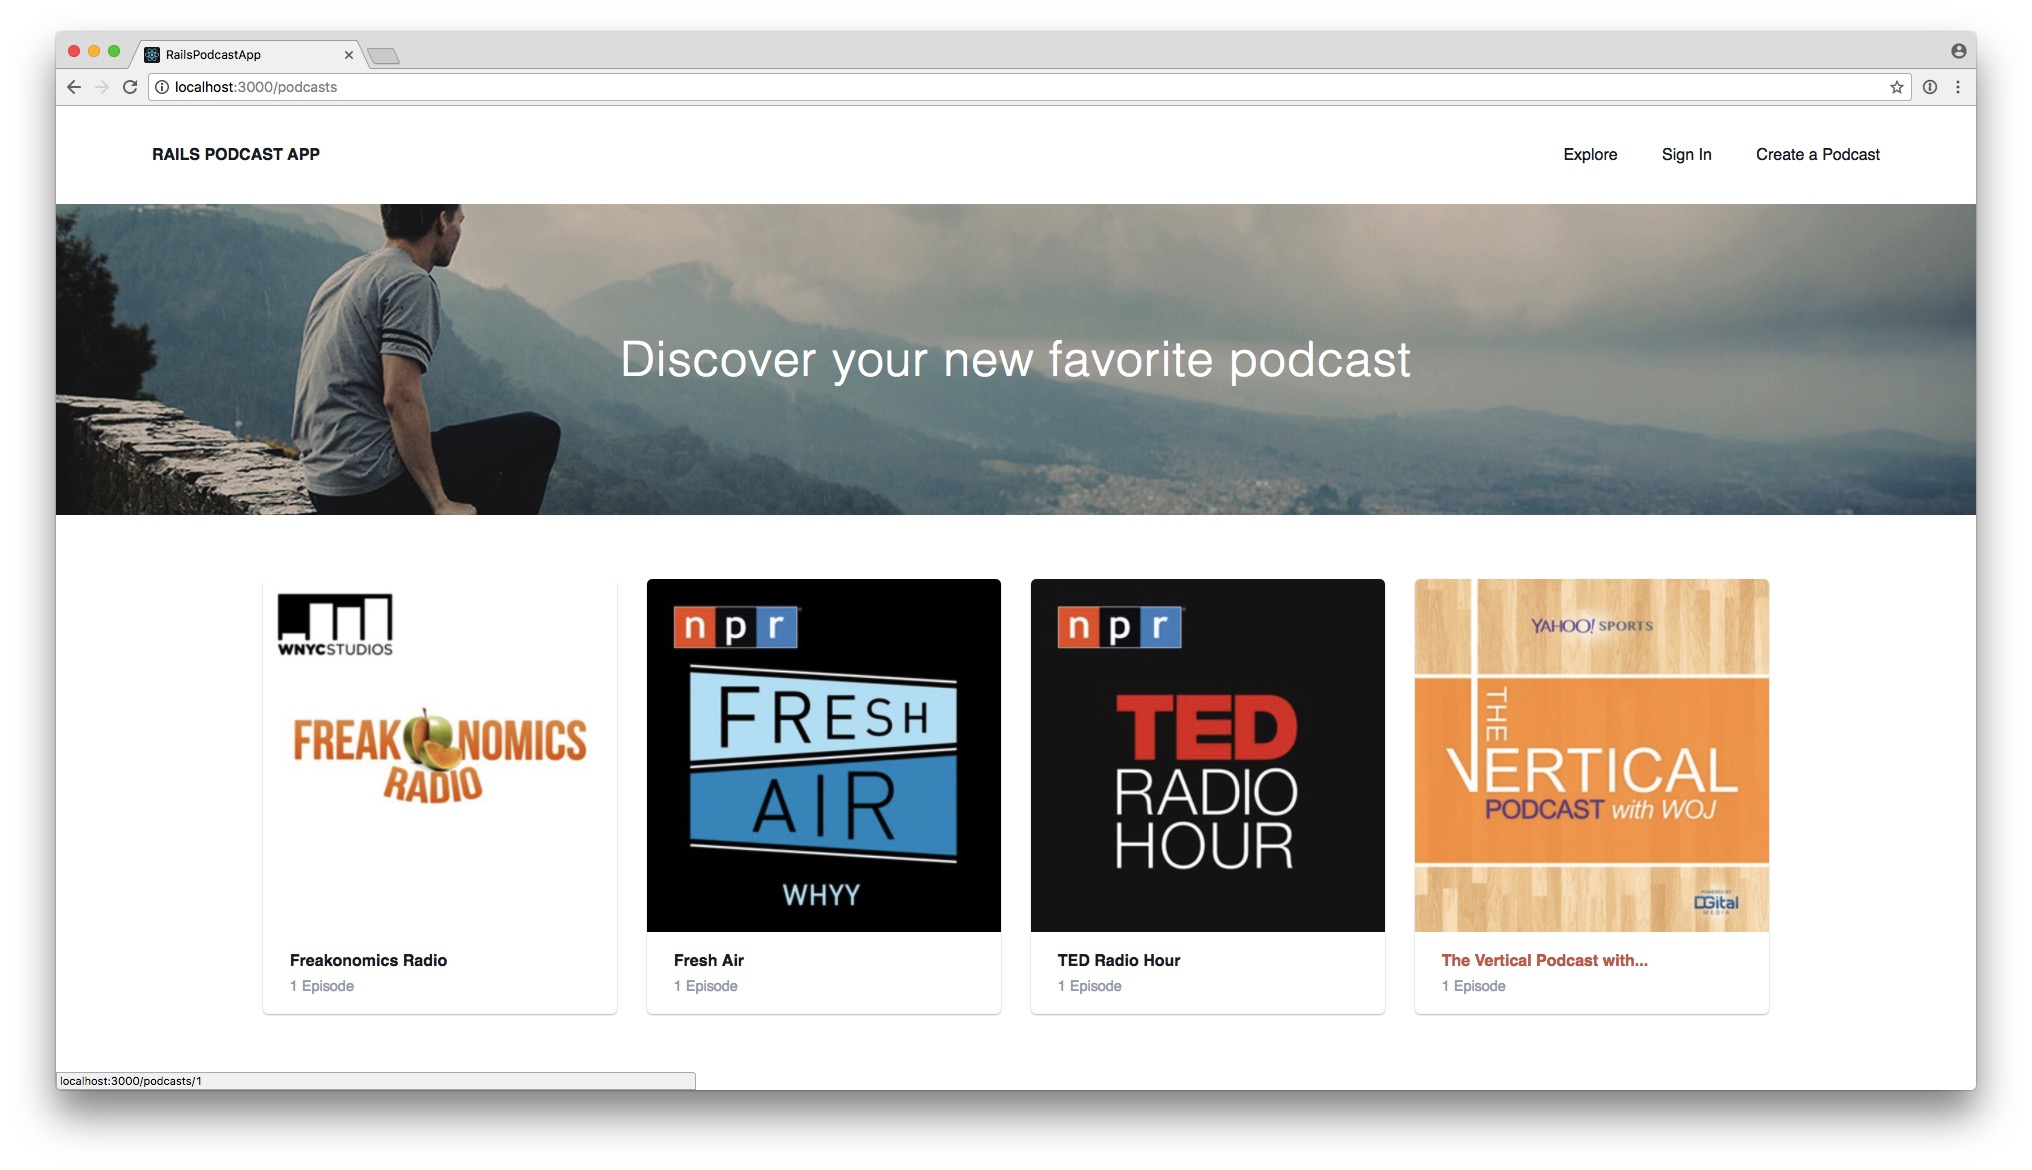 RailsPodcastApp
localhost:3000/podcasts
RAILS PODCAST APP
Explore
Sign In
Create a Podcast
Discover your new favorite podcast
WNYCSTUDIOS
FREAKONOMICS
RADIO
Freakonomics Radio
1 Episode
npr
FRESH
AIR
WHYY
Fresh Air
1 Episode
npr
TED
RADIO
HOUR
TED Radio Hour
1 Episode
YAHOO! SPORTS
THE
VERTICAL
PODCAST with WOJ
POWERED BY
DGital
MEDIA
The Vertical Podcast with...
1 Episode
localhost:3000/podcasts/1